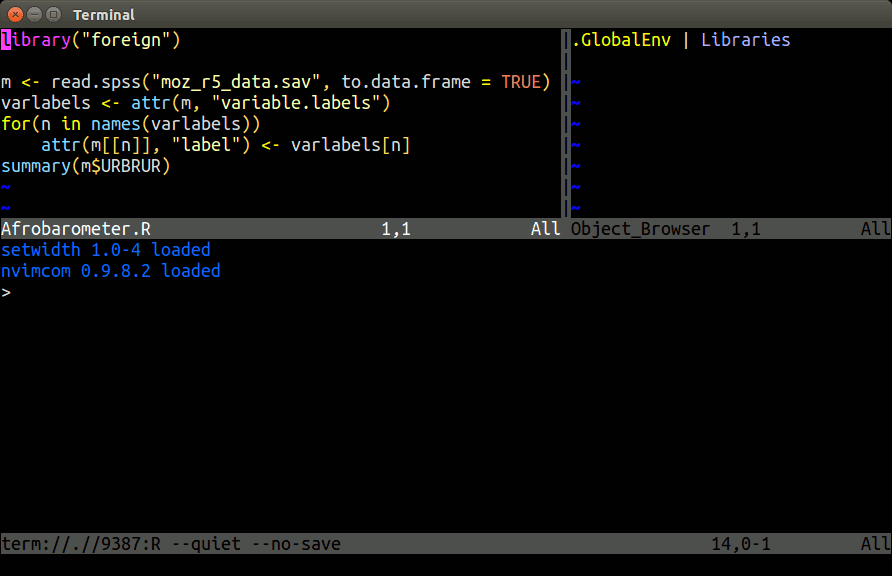 Terminal
library("foreign")
m <- read.spss("moz_r5_data.sav", to.data.frame = TRUE)
varlabels <- attr(m, "variable.labels")
for(n in names(varlabels))
    attr(m[[n]], "label") <- varlabels[n]
summary(m$URBRUR)
~
~
Afrobarometer.R 1,1 All
.GlobalEnv | Libraries
~
~
~
~
~
~
~
Object_Browser 1,1 All
setwidth 1.0-4 loaded
nvimcom 0.9.8.2 loaded
>
term://.//9387:R --quiet --no-save 14,0-1 All